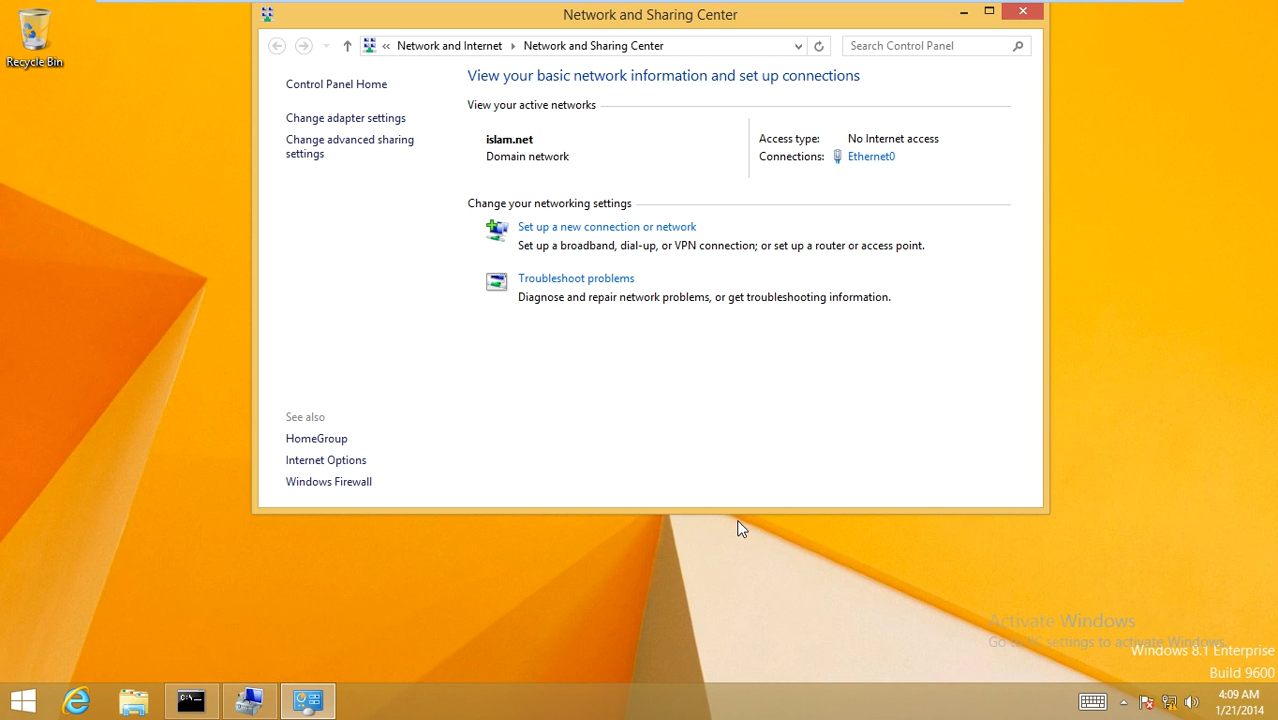 Recycle Bin
Network and Sharing Center
« Network and Internet
Network and Sharing Center
Search Control Panel
Control Panel Home
Change adapter settings
Change advanced sharing
settings
See also
HomeGroup
Internet Options
Windows Firewall
View your basic network information and set up connections
View your active networks
islam.net
Domain network
Access type: No Internet access
Connections: Ethernet0
Change your networking settings
Set up a new connection or network
Set up a broadband, dial-up, or VPN connection; or set up a router or access point.
Troubleshoot problems
Diagnose and repair network problems, or get troubleshooting information.
Activate Windows
Go to PC settings to activate Windows.
Windows 8.1 Enterprise
Build 9600
4:09 AM
1/21/2014